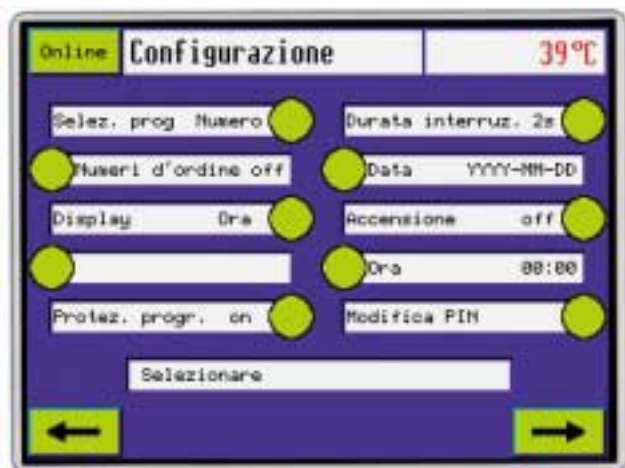 Online Configurazione 39°C
Selez. prog Numero Durata interruz. 2s
Numeri d'ordine off Data YYYY-MM-DD
Display Ora Accensione off
Ora 00:00
Protez. progr. on Modifica PIN
Selezionare